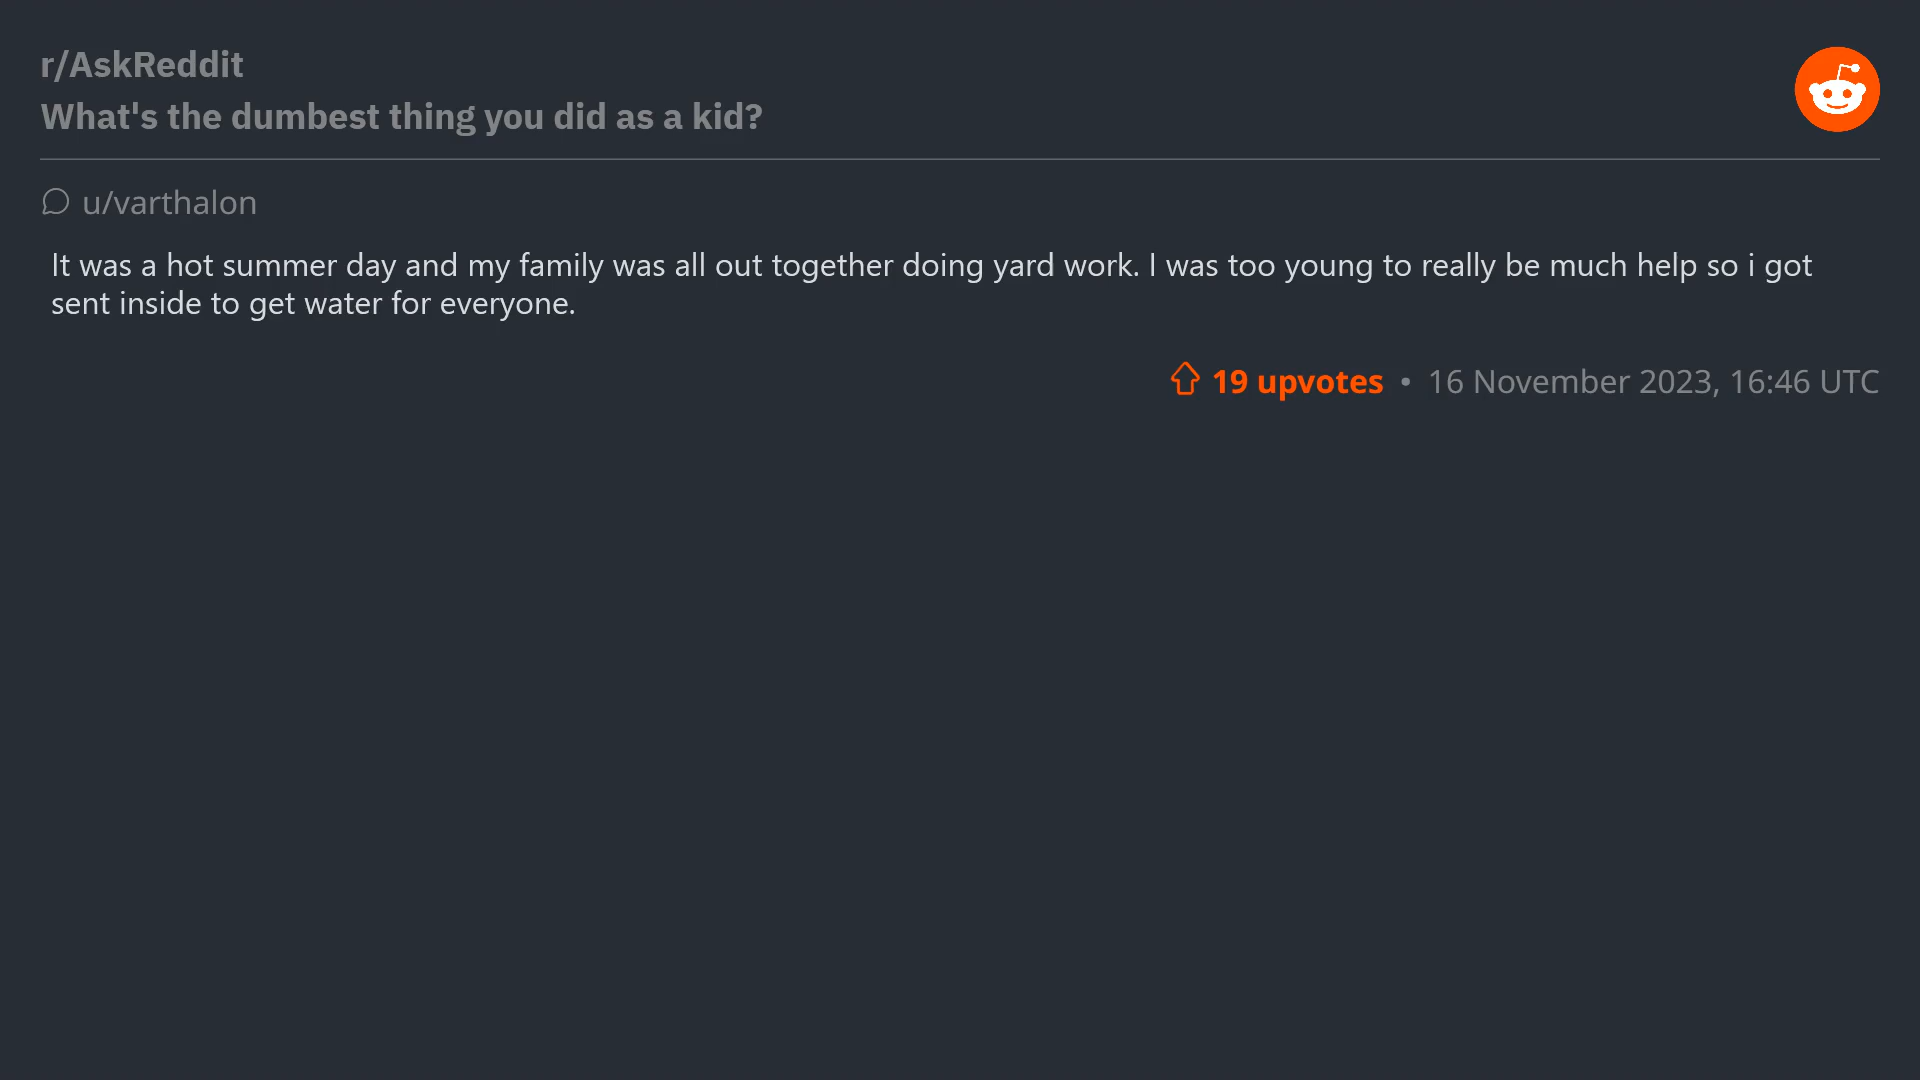 r/AskReddit
What's the dumbest thing you did as a kid?
u/varthalon
It was a hot summer day and my family was all out together doing yard work. I was too young to really be much help so i got
sent inside to get water for everyone.
19 upvotes • 16 November 2023, 16:46 UTC